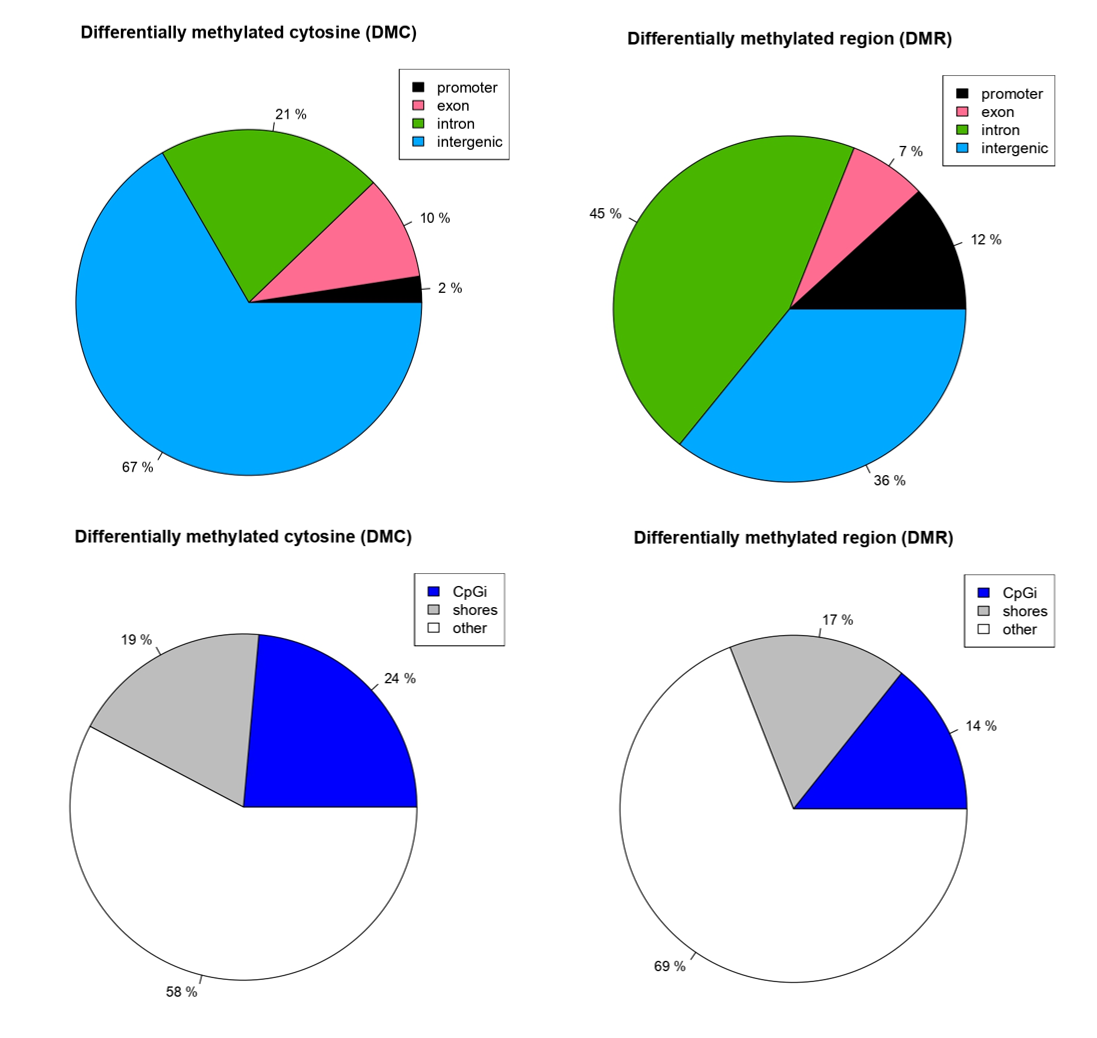 Differentially methylated cytosine (DMC)
promoter
exon
intron
intergenic
21 %
10 %
2 %
67 %
Differentially methylated region (DMR)
promoter
exon
intron
intergenic
7 %
45 %
12 %
36 %
Differentially methylated cytosine (DMC)
CpGi
shores
other
19 %
24 %
58 %
Differentially methylated region (DMR)
CpGi
shores
other
17 %
14 %
69 %